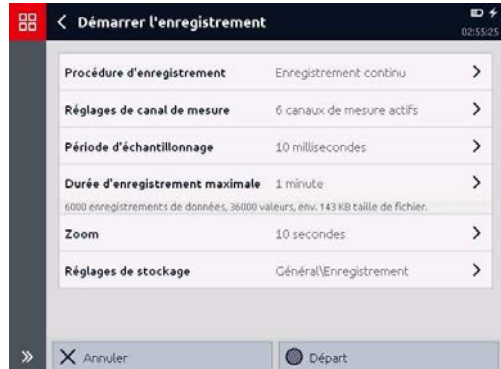 Démarrer l'enregistrement
02:55:25
Procédure d'enregistrement Enregistrement continu
Réglages de canal de mesure 6 canaux de mesure actifs
Période d'échantillonnage 10 millisecondes
Durée d'enregistrement maximale 1 minute
6000 enregistrements de données, 36000 valeurs, env. 143 KB taille de fichier.
Zoom 10 secondes
Réglages de stockage Général\Enregistrement
Annuler Départ